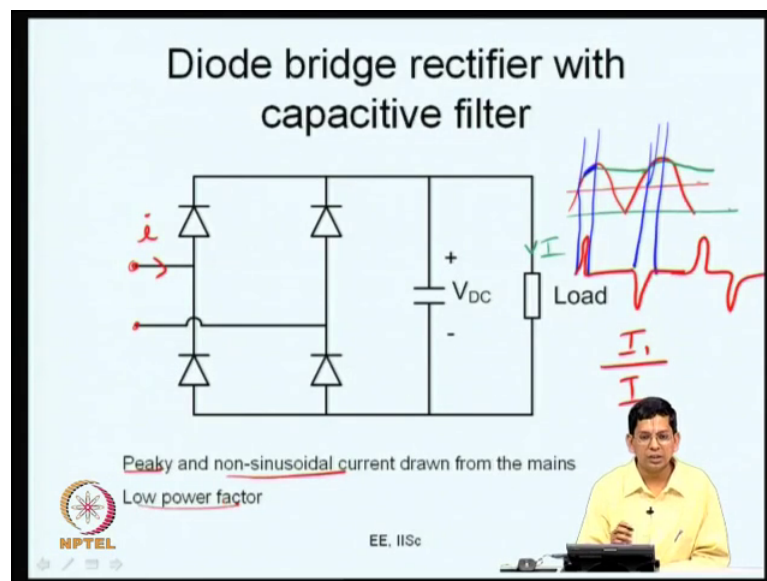 Diode bridge rectifier with
capacitive filter
i
+
V_DC
-
I
Load
I₁
I
Peaky and non-sinusoidal current drawn from the mains
Low power factor
NPTEL
EE, IISc